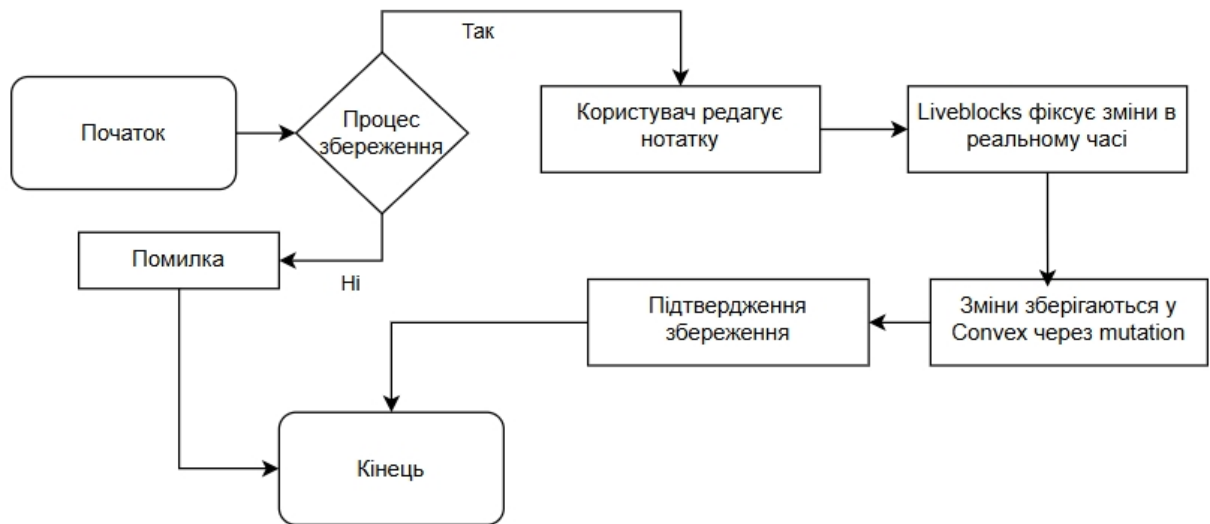 Так
Початок
Процес
збереження
Користувач редагує
нотатку
Liveblocks фіксує зміни в
реальному часі
Помилка
Ні
Підтвердження
збереження
Зміни зберігаються у
Convex через mutation
Кінець